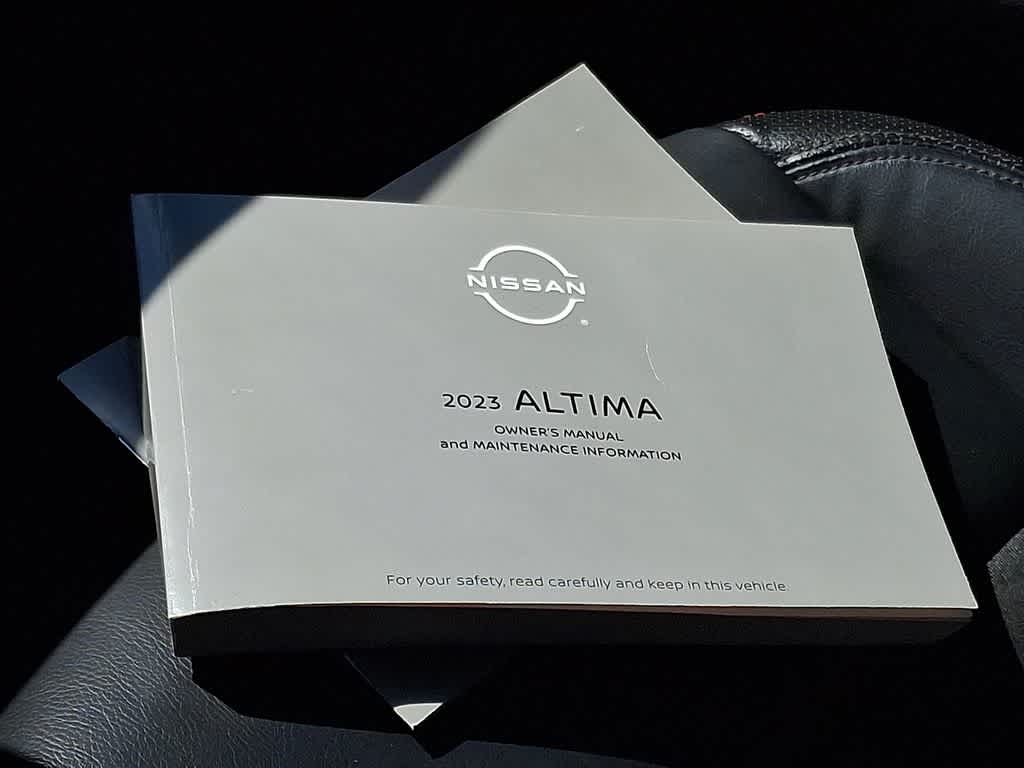 NISSAN
®
2023 ALTIMA
OWNER'S MANUAL
and MAINTENANCE INFORMATION
For your safety, read carefully and keep in this vehicle.